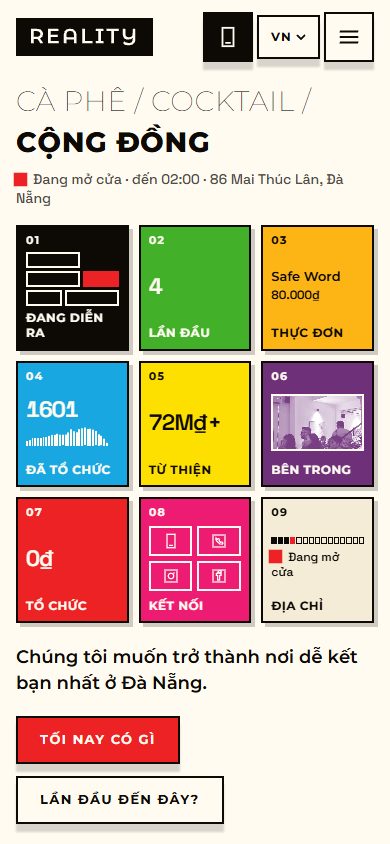 REALITY
VN
CÀ PHÊ / COCKTAIL /
CỘNG ĐỒNG
Đang mở cửa · đến 02:00 · 86 Mai Thúc Lân, Đà
Nẵng
01
ĐANG DIỄN
RA
02
4
LẦN ĐẦU
03
Safe Word
80.000₫
THỰC ĐƠN
04
1601
ĐÃ TỔ CHỨC
05
72M₫+
TỪ THIỆN
06
BÊN TRONG
07
0₫
TỔ CHỨC
08
KẾT NỐI
09
Đang mở
cửa
ĐỊA CHỈ
Chúng tôi muốn trở thành nơi dễ kết
bạn nhất ở Đà Nẵng.
TỐI NAY CÓ GÌ
LẦN ĐẦU ĐẾN ĐÂY?